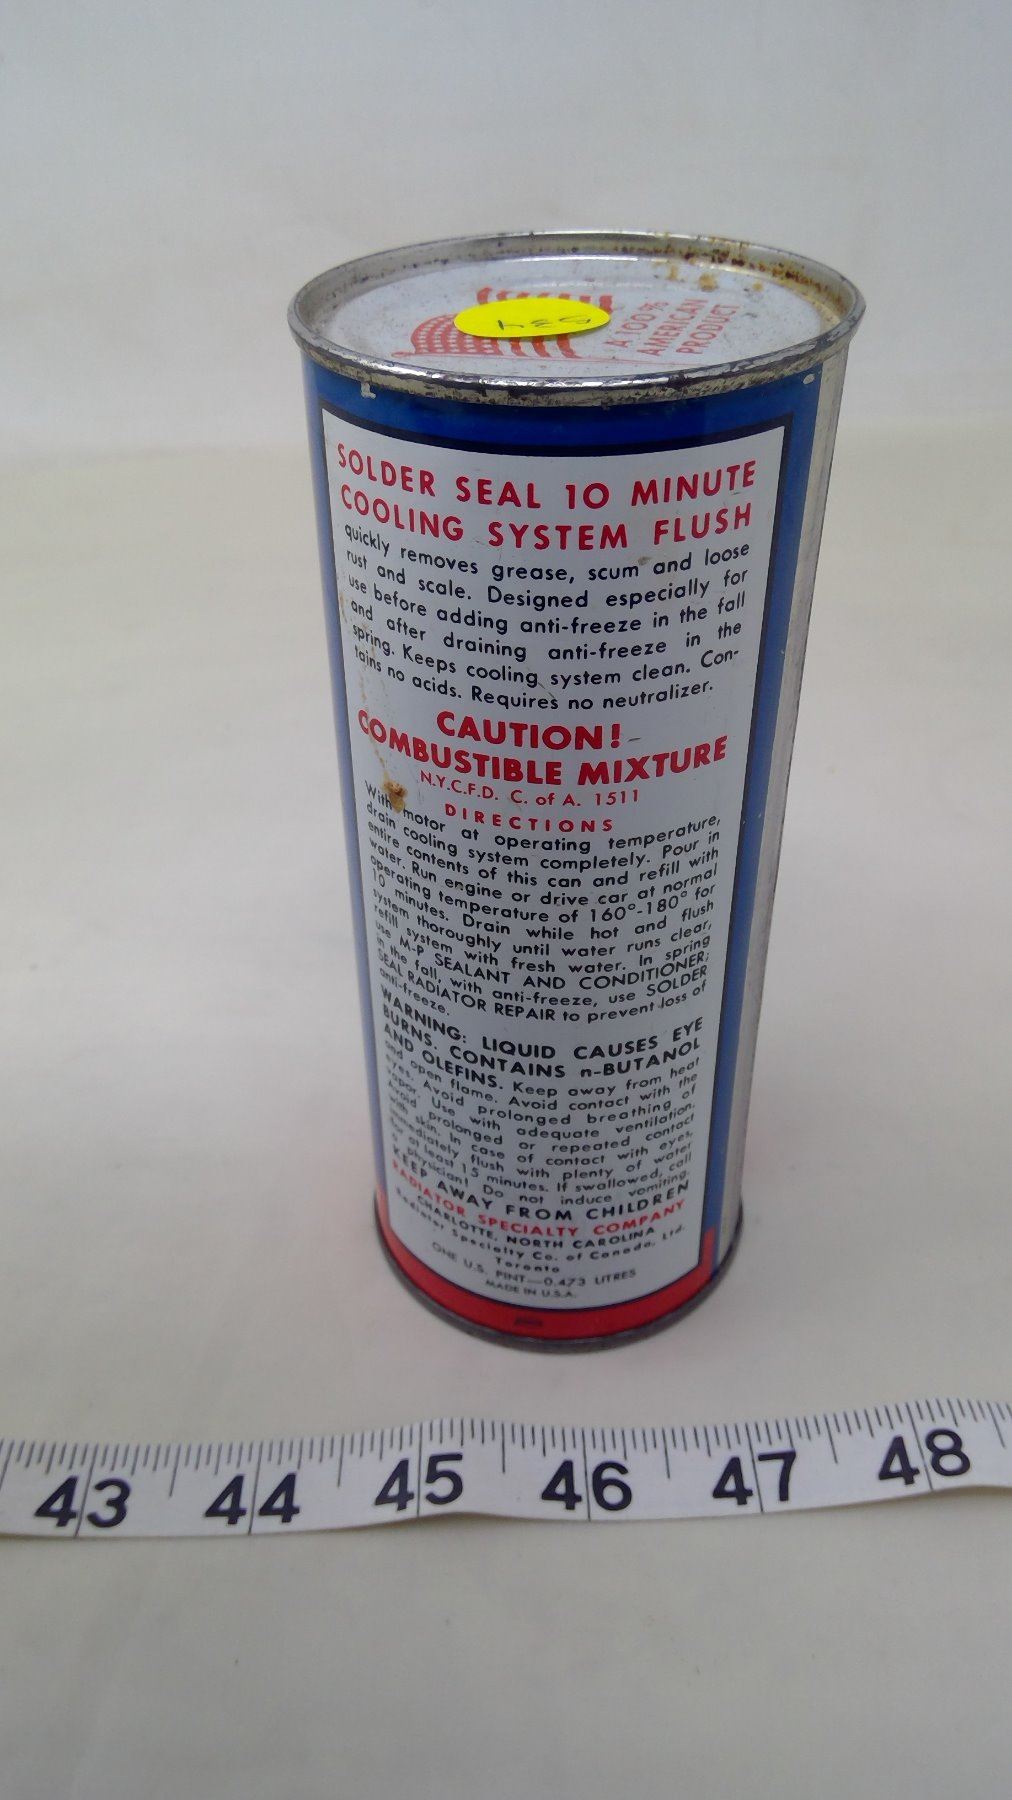 A 100%
AMERICAN
PRODUCT
SOLDER SEAL 10 MINUTE
COOLING SYSTEM FLUSH
quickly removes grease, scum and loose
rust and scale. Designed especially for
use before adding anti-freeze in the fall
and after draining anti-freeze in the
spring. Keeps cooling system clean. Con-
tains no acids. Requires no neutralizer.
CAUTION!
COMBUSTIBLE MIXTURE
N.Y.C.F.D. C. of A. 1511
DIRECTIONS
With motor at operating temperature,
drain cooling system completely. Pour in
entire contents of this can and refill with
water. Run engine or drive car at normal
operating temperature of 160°-180° for
10 minutes. Drain while hot and flush
system thoroughly until water runs clear,
refill system with fresh water. In spring
use M-P SEALANT AND CONDITIONER;
in the fall, with anti-freeze, use SOLDER
SEAL RADIATOR REPAIR to prevent loss of
anti-freeze.
WARNING: LIQUID CAUSES EYE
BURNS. CONTAINS n-BUTANOL
AND OLEFINS. Keep away from heat
and open flame. Avoid contact with the
eyes. Avoid prolonged breathing of
vapor. Use with adequate ventilation.
Avoid prolonged or repeated contact
with skin. In case of contact with eyes,
immediately flush with plenty of water
for at least 15 minutes. If swallowed, call
a physician! Do not induce vomiting.
KEEP AWAY FROM CHILDREN
RADIATOR SPECIALTY COMPANY
CHARLOTTE, NORTH CAROLINA
Radiator Specialty Co. of Canada, Ltd.
Toronto
ONE U.S. PINT—0.473 LITRES
MADE IN U.S.A.
43 44 45 46 47 48